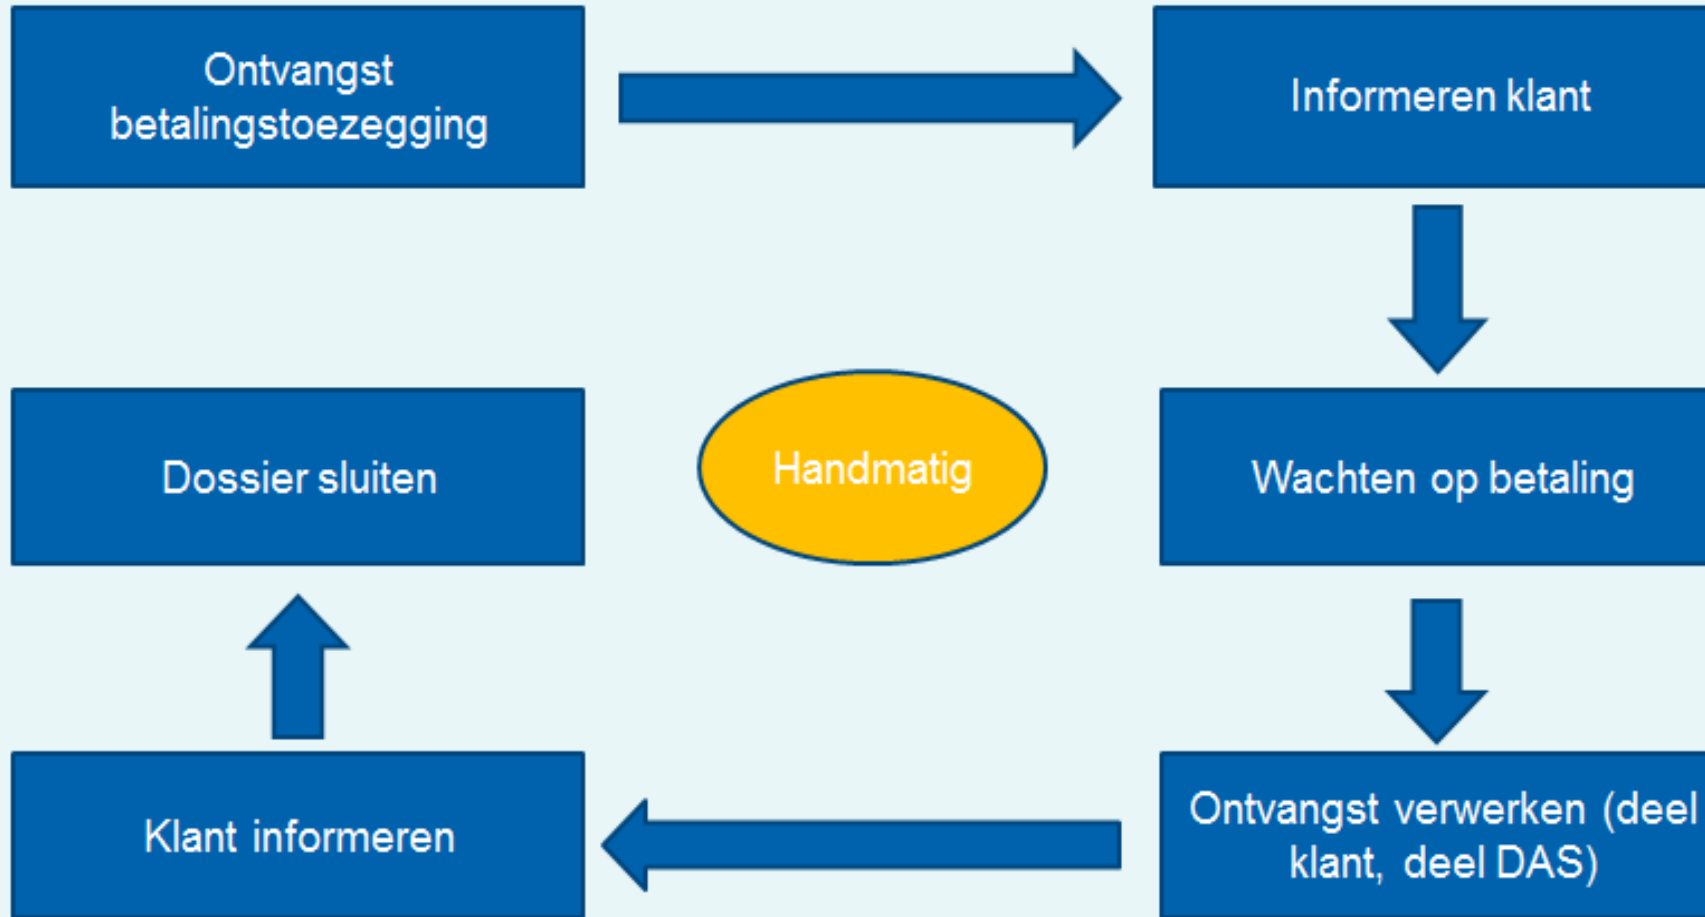 Ontvangst
betalingstoezegging
Informeren klant
Dossier sluiten
Handmatig
Wachten op betaling
Klant informeren
Ontvangst verwerken (deel
klant, deel DAS)